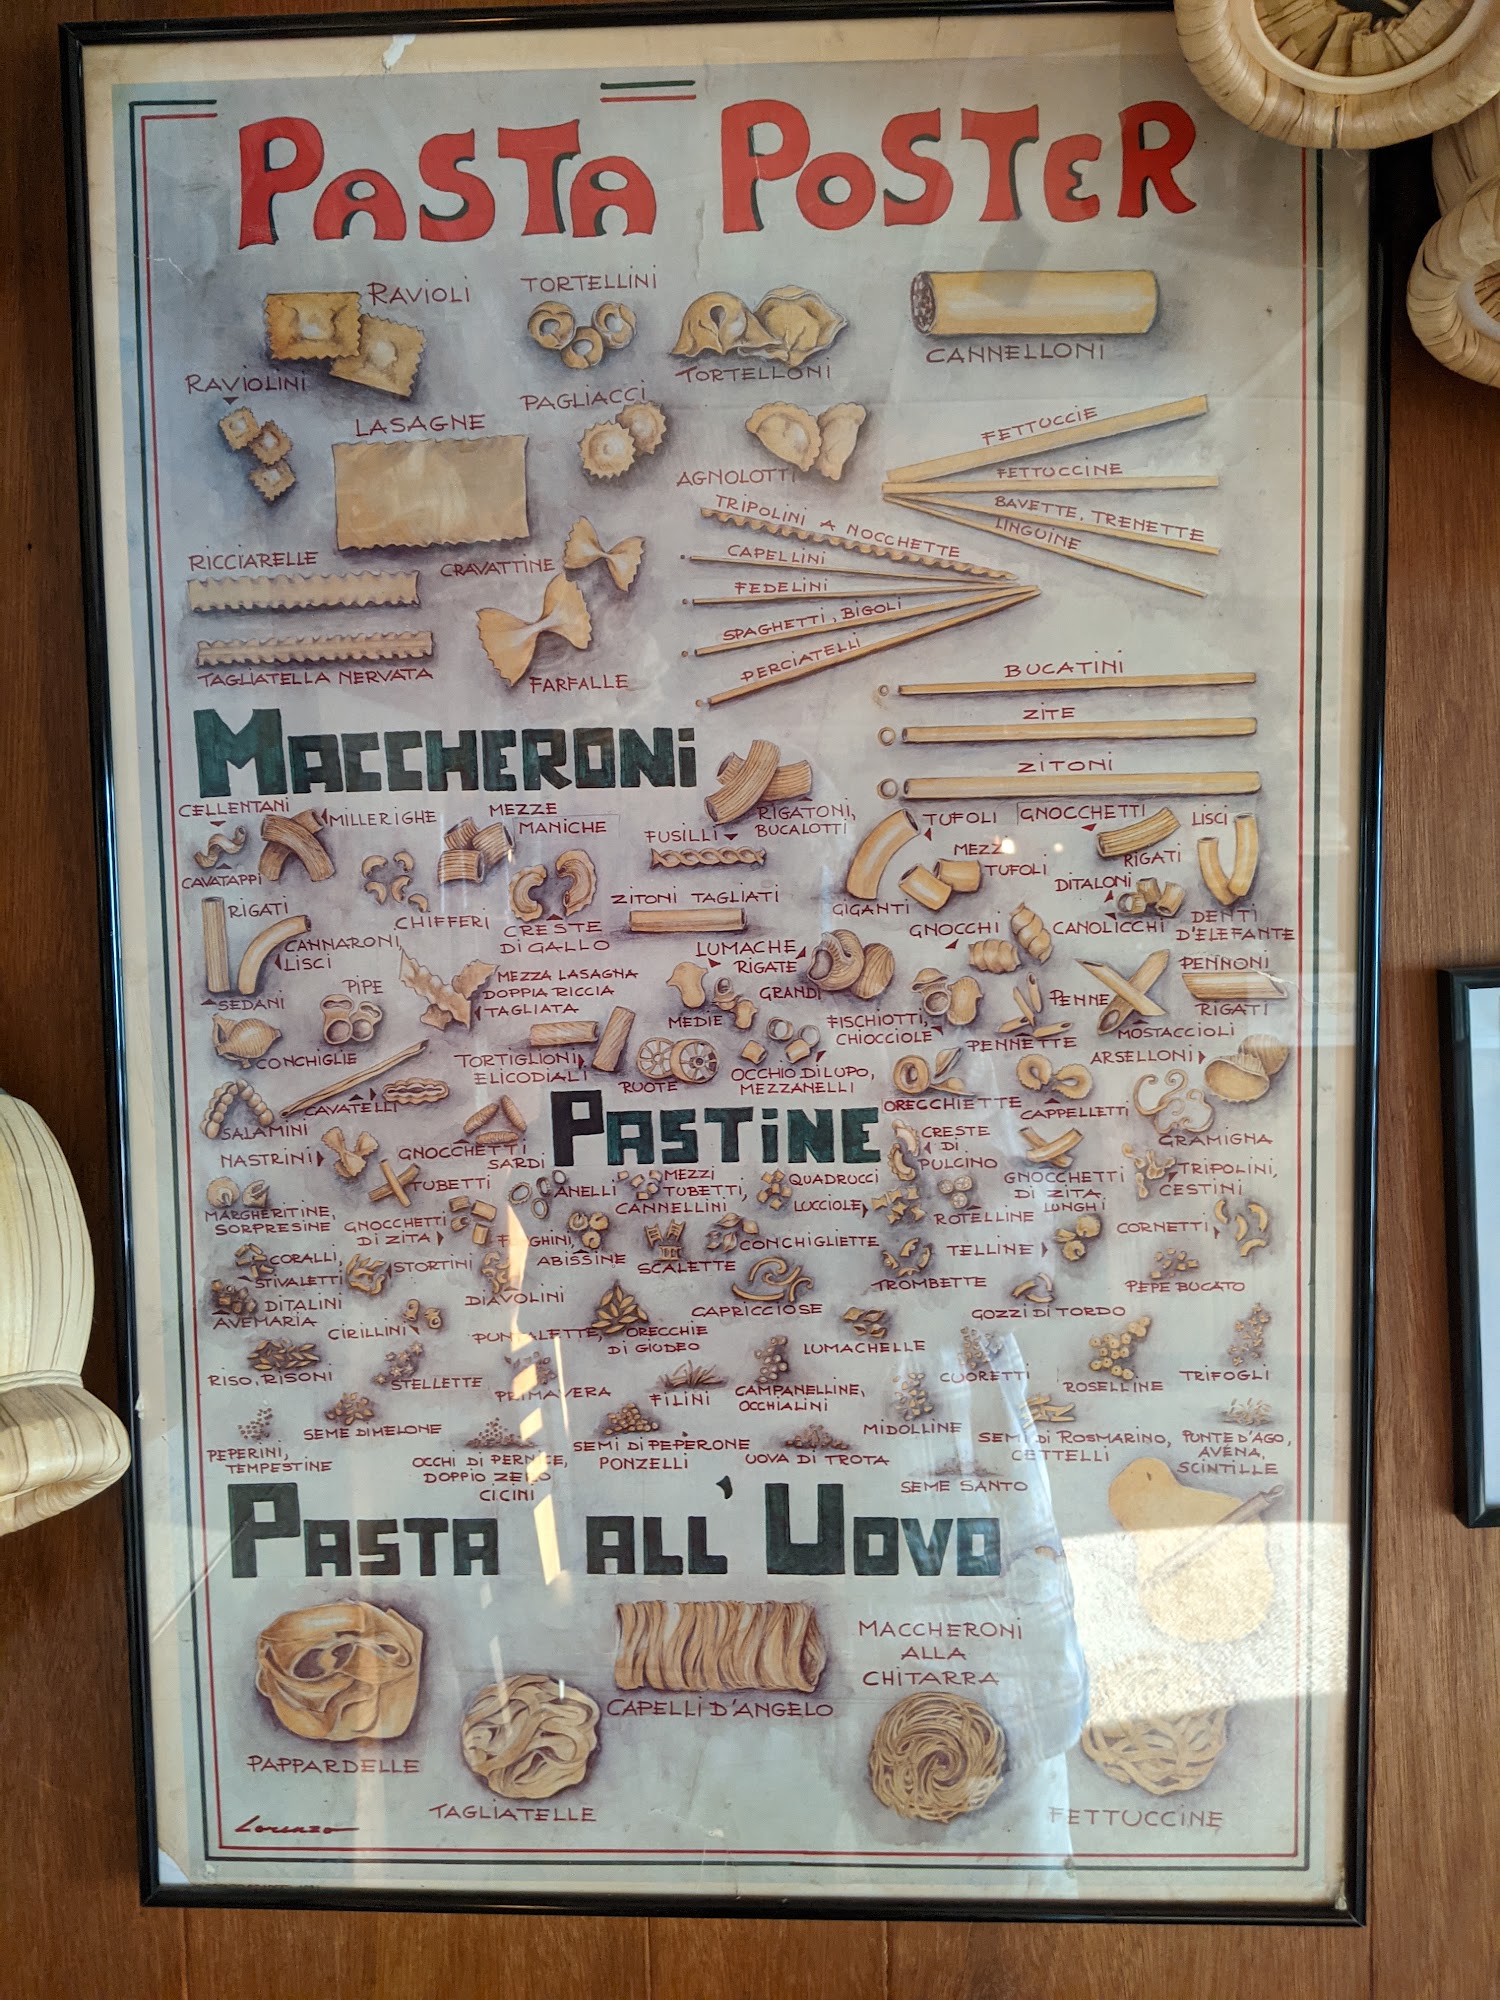 PASTA POSTER
RAVIOLI
TORTELLINI
CANNELLONI
TORTELLONI
RAVIOLINI
PAGLIACCI
LASAGNE
AGNOLOTTI
FETTUCCIE
FETTUCCINE
BAVETTE, TRENETTE
LINGUINE
TRIPOLINI A NOCCHETTE
CAPELLINI
FEDELINI
SPAGHETTI, BIGOLI
PERCIATELLI
RICCIARELLE
CRAVATTINE
TAGLIATELLA NERVATA
FARFALLE
BUCATINI
ZITE
ZITONI
MACCHERONI
CELLENTANI
MILLERIGHE
MEZZE
MANICHE
RIGATONI,
BUCALOTTI
FUSILLI
TUFOLI
GNOCCHETTI
LISCI
MEZZ
TUFOLI
RIGATI
CAVATAPPI
DITALONI
ZITONI TAGLIATI
GIGANTI
RIGATI
CHIFFERI
CRESTE
DI GALLO
GNOCCHI
CANOLICCHI
DENTI
D'ELEFANTE
CANNARONI
LISCI
LUMACHE
RIGATE
GRANDI
MEDIE
SEDANI
PIPE
MEZZA LASAGNA
DOPPIA RICCIA
TAGLIATA
PENNONI
RIGATI
PENNE
MOSTACCIOLI
FISCHIOTTI,
CHIOCCIOLE
PENNETTE
CONCHIGLIE
TORTIGLIONI
ELICODIALI
RUOTE
OCCHIO DI LUPO,
MEZZANELLI
ARSELLONI
CAVATELLI
ORECCHIETTE
CAPPELLETTI
SALAMINI
GRAMIGNA
NASTRINI
GNOCCHETTI
SARDI
PASTINE
CRESTE
DI
PULCINO
GNOCCHETTI
DI ZITA
LUNGHI
TRIPOLINI,
CESTINI
TUBETTI
ANELLI
MEZZI
TUBETTI,
CANNELLINI
QUADRUCCI
LUCCIOLE
ROTELLINE
MARGHERITINE,
SORPRESINE
GNOCCHETTI
DI ZITA
ABISSINE
SCALETTE
CONCHIGLIETTE
TELLINE
CORNETTI
CORALLI,
STIVALETTI
STORTINI
DIAVOLINI
TROMBETTE
PEPE BUCATO
DITALINI
AVEMARIA
CAPRICCIOSE
GOZZI DI TORDO
CIRILLINI
ORECCHIE
DI GIUDEO
LUMACHELLE
RISO, RISONI
STELLETTE
PRIMAVERA
FILINI
CAMPANELLINE,
OCCHIALINI
CUORETTI
ROSELLINE
TRIFOGLI
SEME DI MELONE
MIDOLLINE
PEPERINI,
TEMPESTINE
OCCHI DI PERNICE,
DOPPIO ZERO
CICINI
SEMI DI PEPERONE
PONZELLI
UOVA DI TROTA
SEMI DI ROSMARINO,
CETTELLI
PUNTE D'AGO,
AVENA,
SCINTILLE
SEME SANTO
PASTA ALL'UOVO
PAPPARDELLE
TAGLIATELLE
CAPELLI D'ANGELO
MACCHERONI
ALLA
CHITARRA
FETTUCCINE
Lorenzo